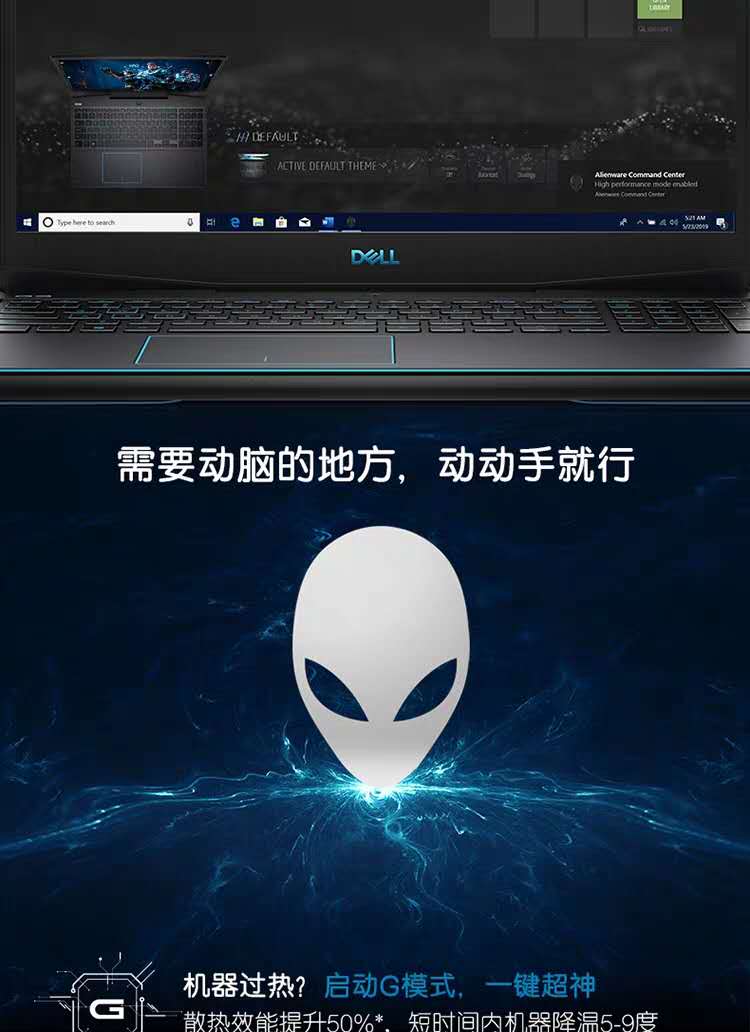 LIBRARY
/// DEFAULT
ACTIVE DEFAULT THEME
Off
Balanced
Strategy
Alienware Command Center
High performance mode enabled
Alienware Command Center
Type here to search
5:21 AM
5/23/2019
DELL
需要动脑的地方，动动手就行
机器过热？启动G模式，一键超神
G
散热效能提升50%*，短时间内机器降温5-9度